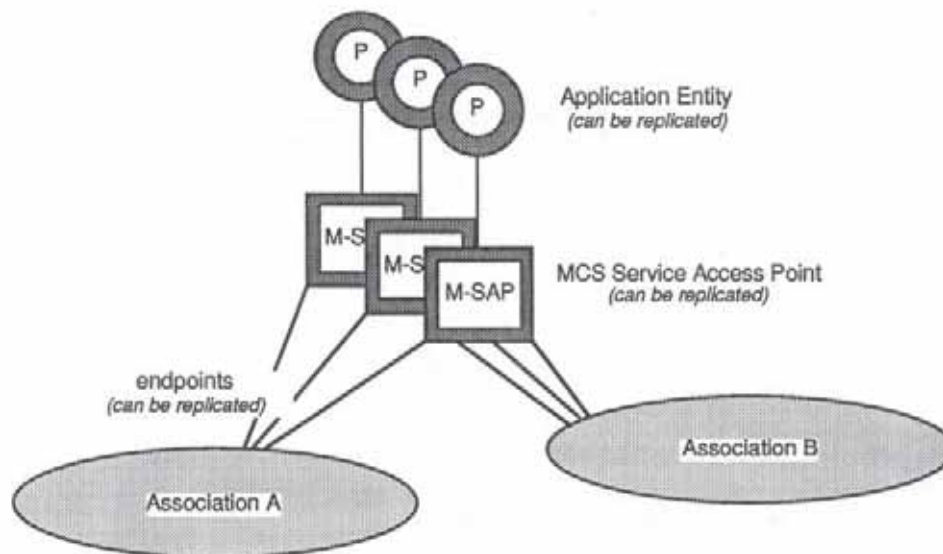 P
P
P
Application Entity
(can be replicated)
M-S
M-S
M-SAP
MCS Service Access Point
(can be replicated)
endpoints
(can be replicated)
Association B
Association A